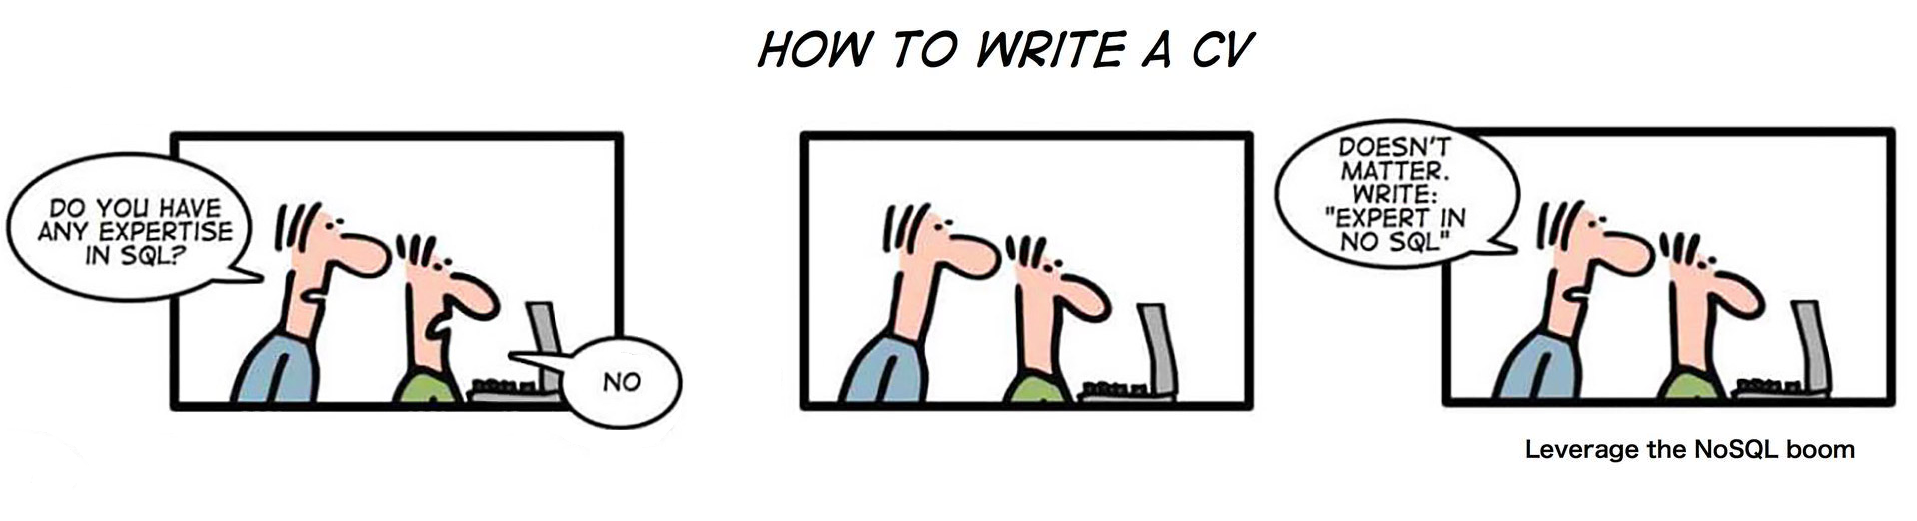 HOW TO WRITE A CV
DO YOU HAVE
ANY EXPERTISE
IN SQL?
NO
DOESN'T
MATTER.
WRITE:
"EXPERT IN
NO SQL"
Leverage the NoSQL boom